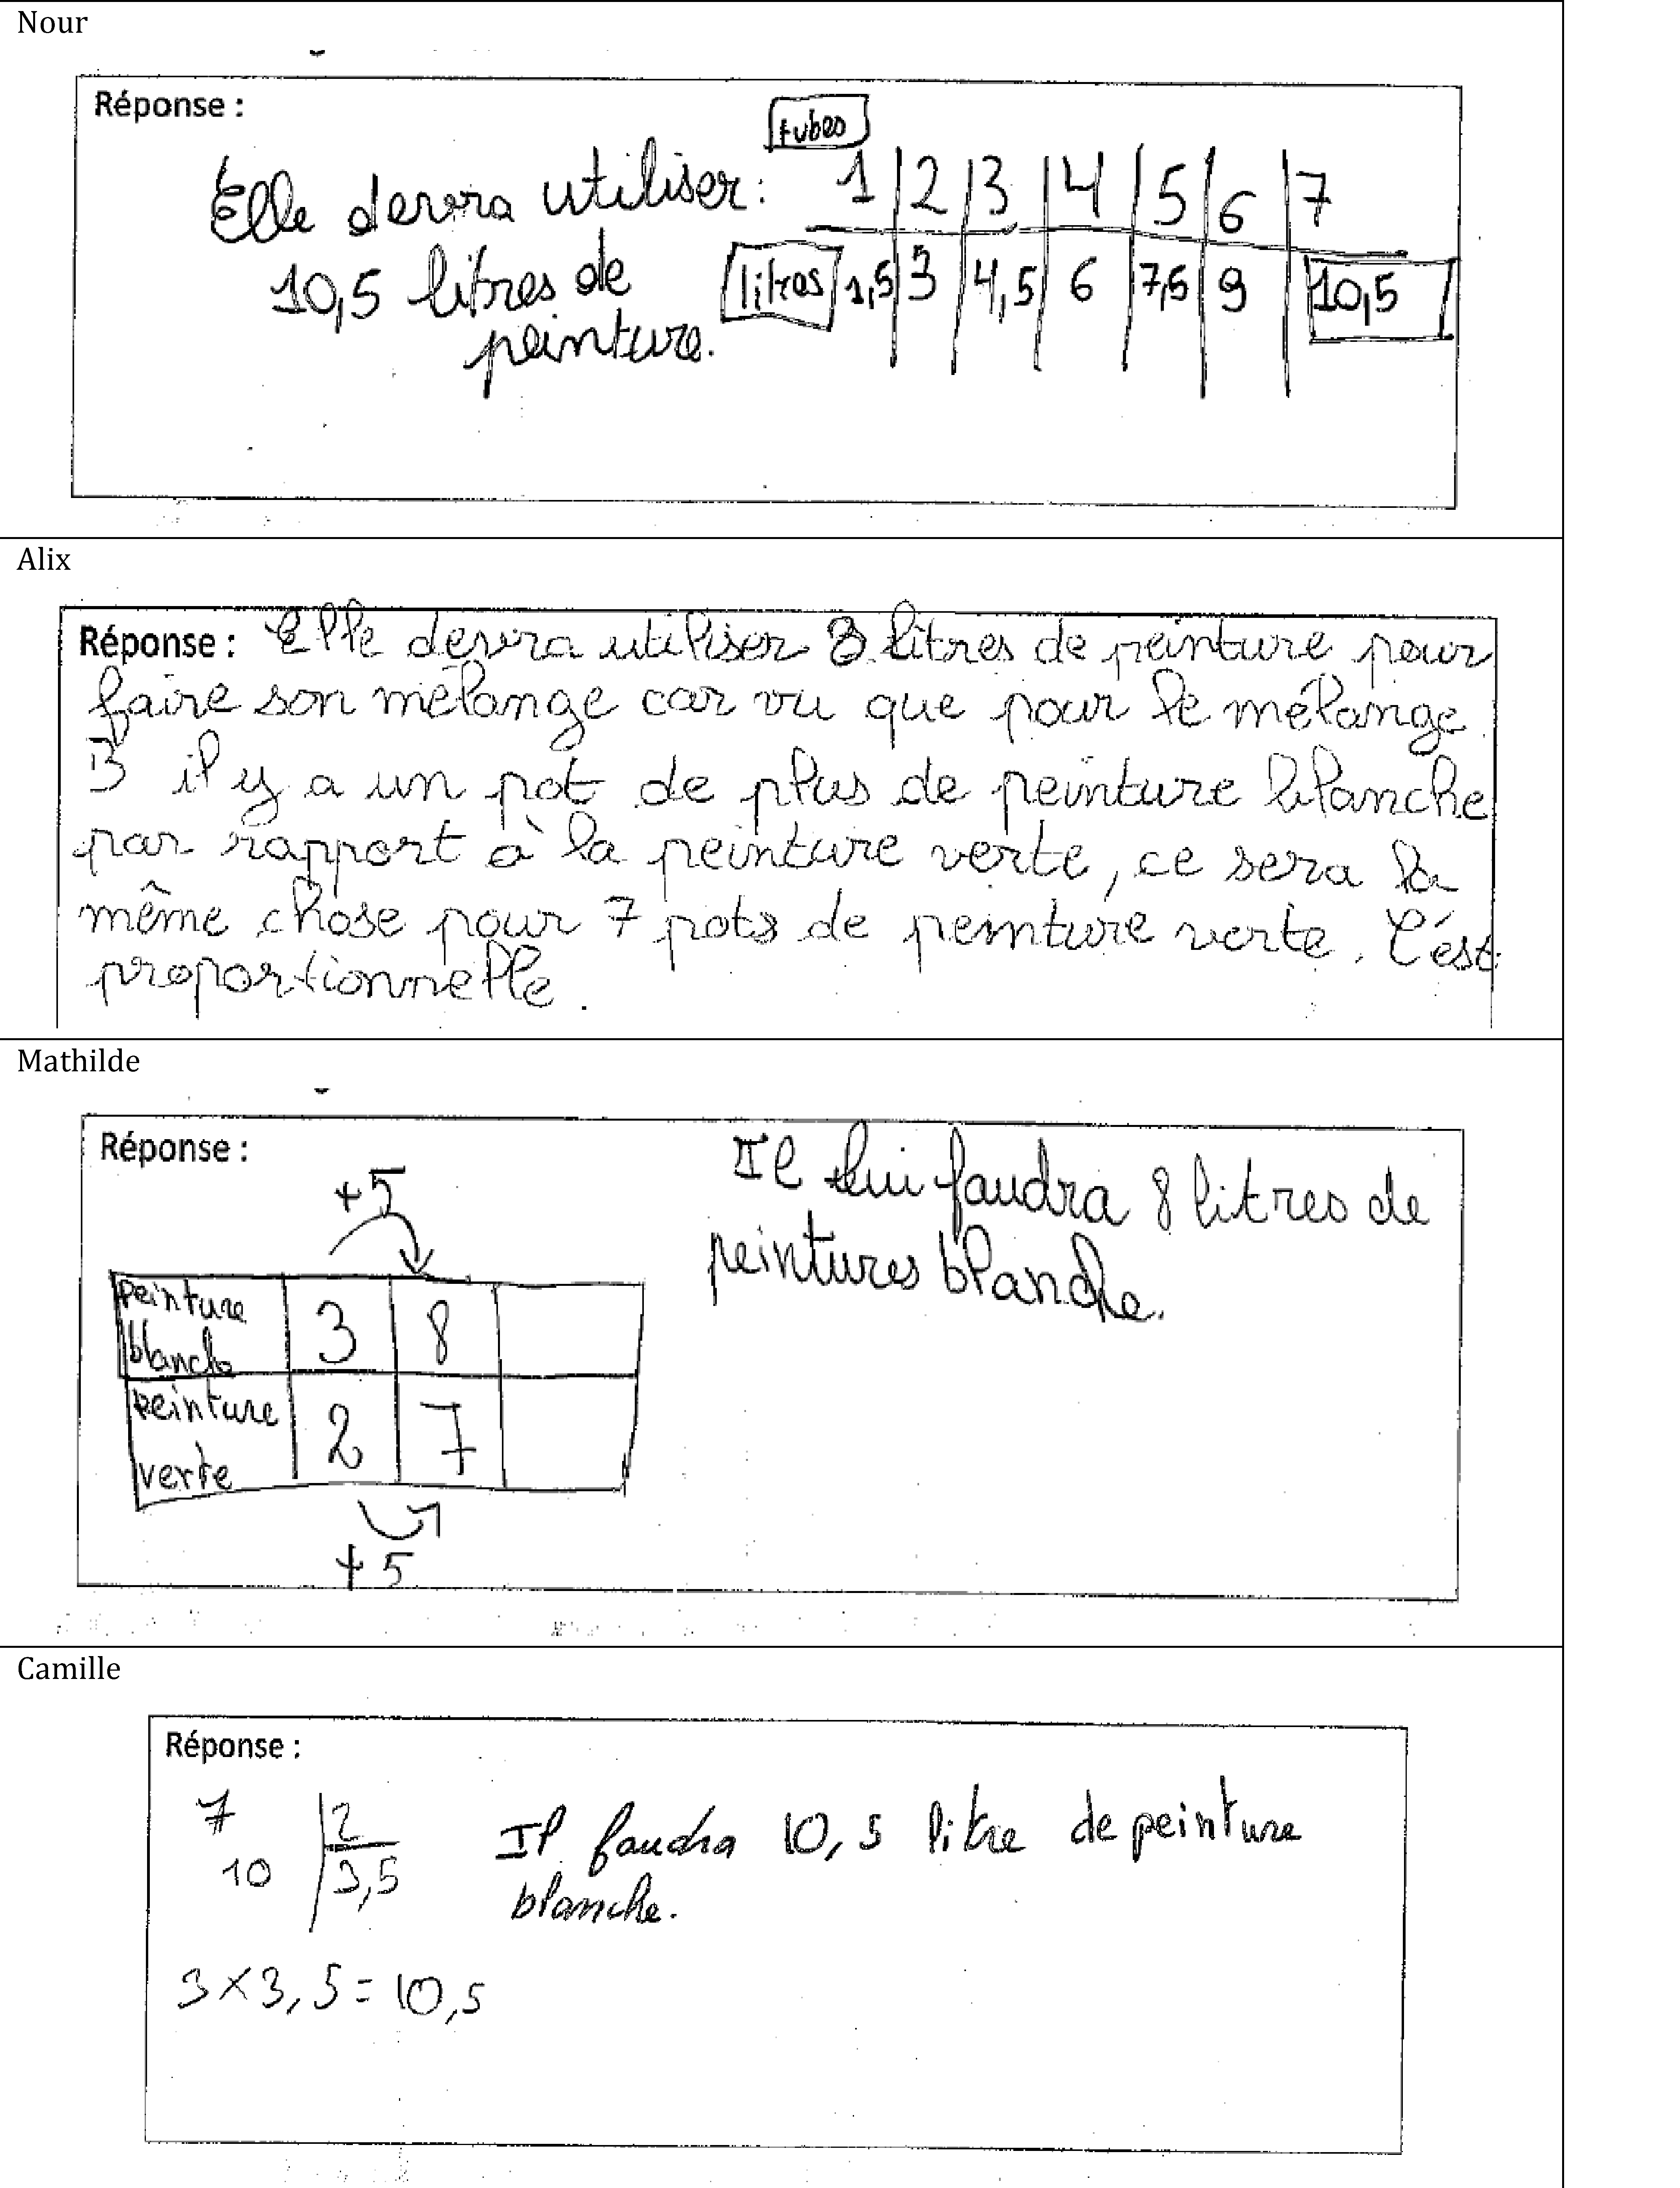 Nour
Réponse :
tubes
Elle devra utiliser : 1 2 3 4 5 6 7
10,5 litres de litres 1,5 3 4,5 6 7,5 9 10,5
peinture.
Alix
Réponse : Elle devra utiliser 8 litres de peinture pour
faire son mélange car vu que pour le mélange
B il y a un pot de plus de peinture blanche
par rapport à la peinture verte, ce sera la
même chose pour 7 pots de peinture verte. C'est
proportionnelle.
Mathilde
Réponse :
+5
Il lui faudra 8 litres de
peintures blanche.
peinture blanche 3 8
peinture verte 2 7
+5
Camille
Réponse :
7 2
10 3,5
Il faudra 10,5 litre de peinture
blanche.
3 x 3,5 = 10,5